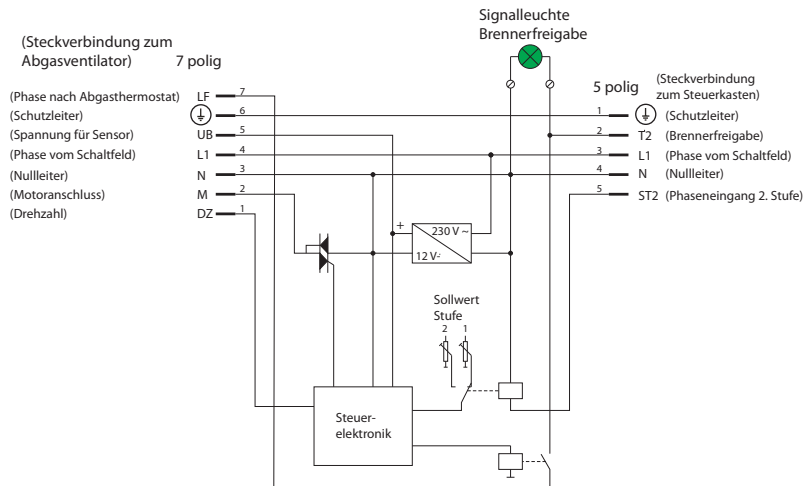 Signalleuchte
Brennerfreigabe
(Steckverbindung zum
Abgasventilator) 7 polig
5 polig (Steckverbindung
zum Steuerkasten)
(Phase nach Abgasthermostat) LF 7
(Schutzleiter) 6
1 (Schutzleiter)
(Spannung für Sensor) UB 5
2 T2 (Brennerfreigabe)
(Phase vom Schaltfeld) L1 4
3 L1 (Phase vom Schaltfeld)
(Nullleiter) N 3
4 N (Nullleiter)
(Motoranschluss) M 2
5 ST2 (Phaseneingang 2. Stufe)
(Drehzahl) DZ 1
+ 230 V ~
12 V
Sollwert
Stufe
2 1
Steuer-
elektronik